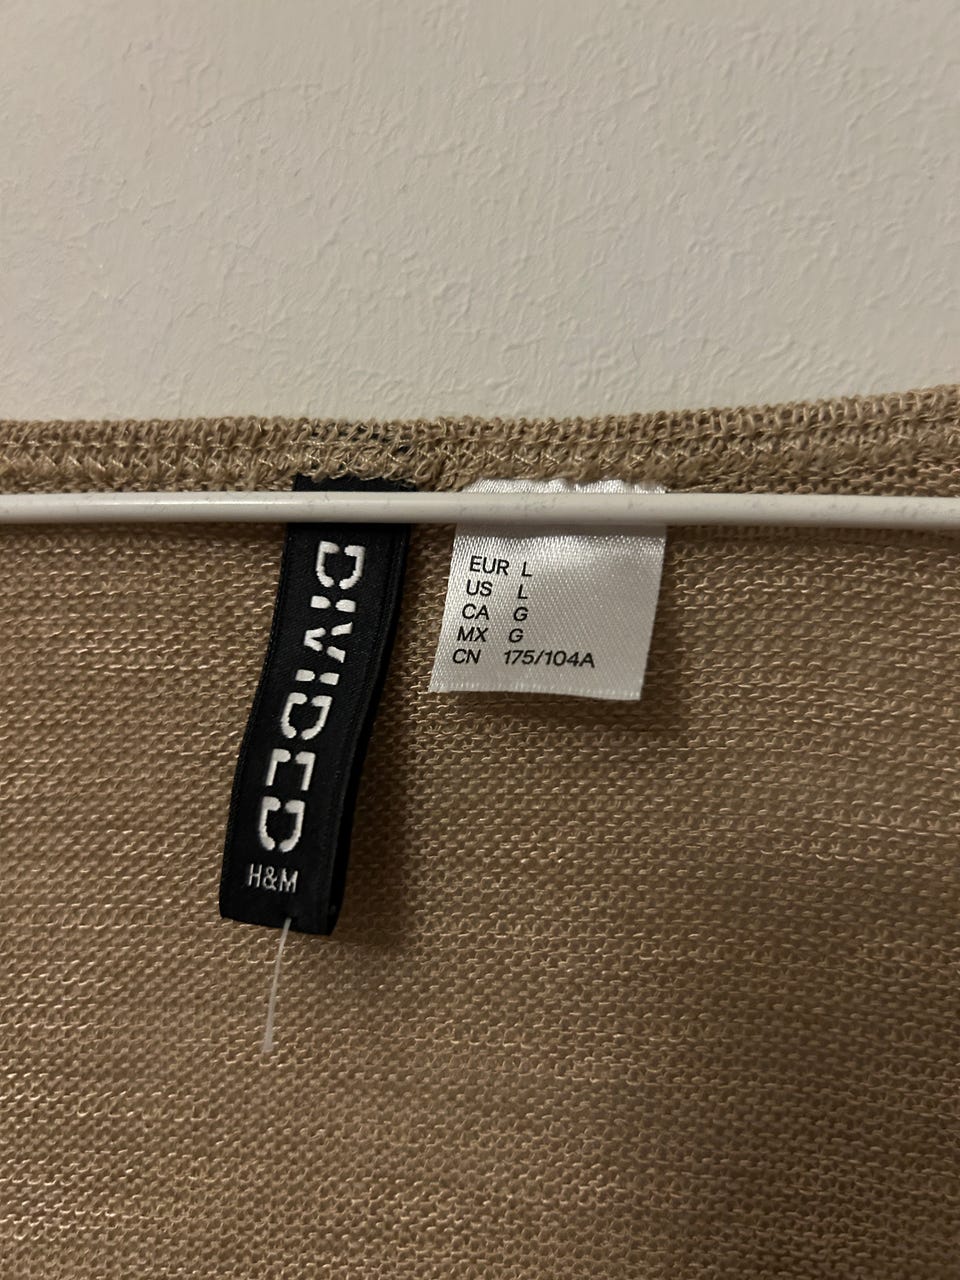 DIVIDED
H&M
EUR L
US L
CA G
MX G
CN 175/104A